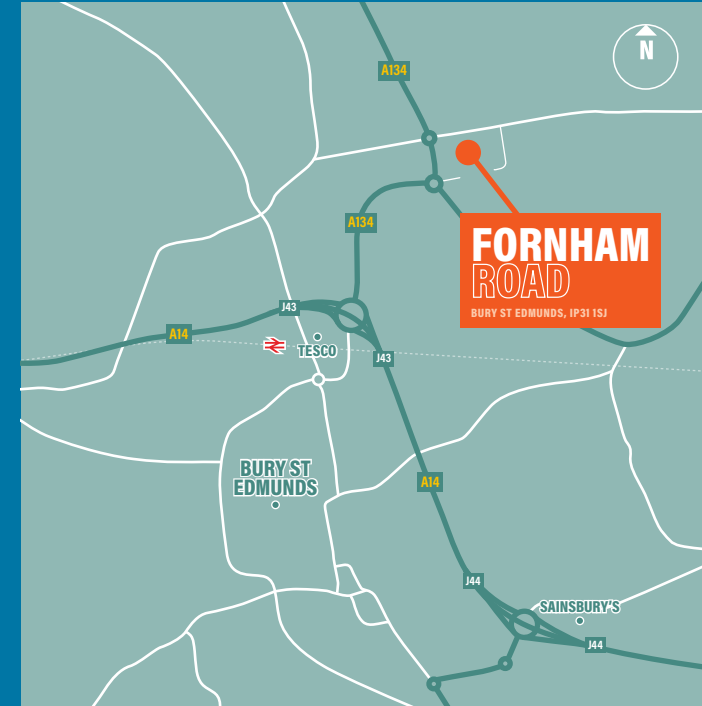 N
A134
A134
FORNHAM
ROAD
BURY ST EDMUNDS, IP31 1SJ
J43
A14
TESCO
J43
BURY ST
EDMUNDS
A14
J44
SAINSBURY'S
J44